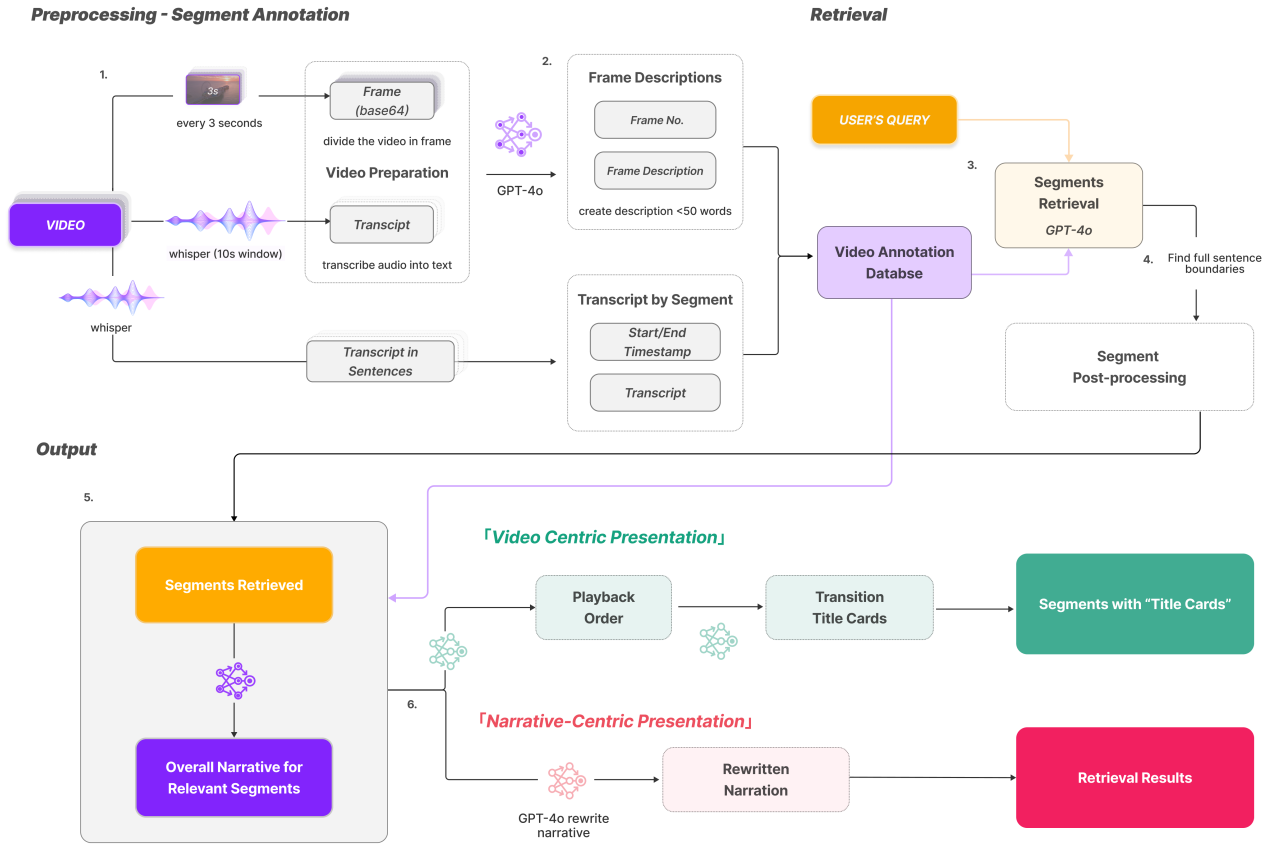 Preprocessing - Segment Annotation
Retrieval
1.
3s
every 3 seconds
Frame
(base64)
divide the video in frame
Video Preparation
VIDEO
whisper (10s window)
Transcipt
transcribe audio into text
whisper
Transcript in
Sentences
GPT-4o
2.
Frame Descriptions
Frame No.
Frame Description
create description <50 words
Transcript by Segment
Start/End
Timestamp
Transcript
Video Annotation
Databse
USER'S QUERY
3.
Segments
Retrieval
GPT-4o
4.
Find full sentence
boundaries
Segment
Post-processing
Output
5.
Segments Retrieved
Overall Narrative for
Relevant Segments
6.
「Video Centric Presentation」
Playback
Order
Transition
Title Cards
Segments with “Title Cards”
「Narrative-Centric Presentation」
GPT-4o rewrite
narrative
Rewritten
Narration
Retrieval Results